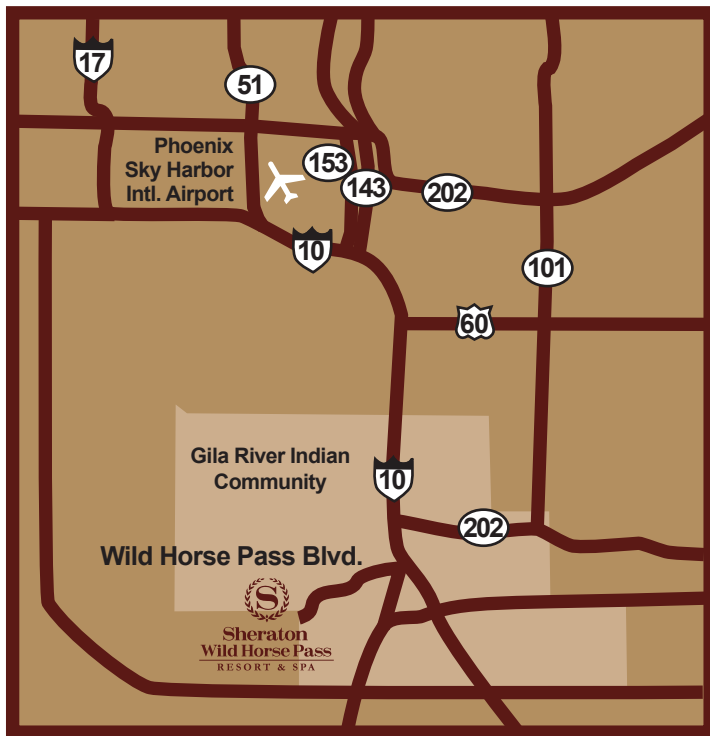 17
51
Phoenix
Sky Harbor
Intl. Airport
153
143
202
10
101
60
Gila River Indian
Community
10
202
Wild Horse Pass Blvd.
S
Sheraton
Wild Horse Pass
RESORT & SPA